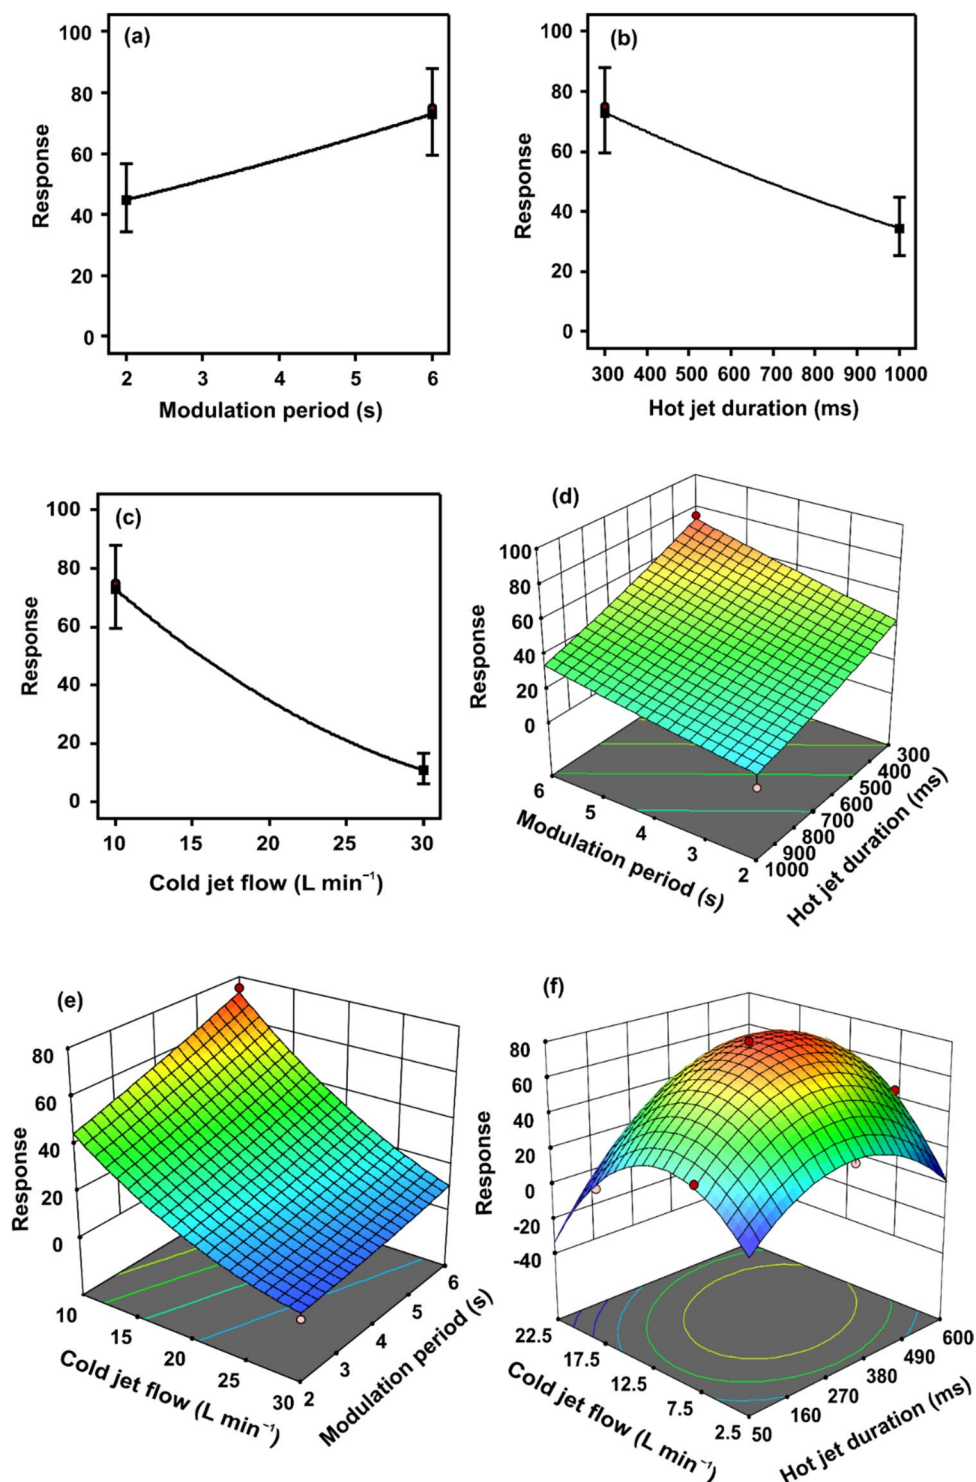 (a)
100
80
60
40
20
0
Response
2 3 4 5 6
Modulation period (s)
(b)
100
80
60
40
20
0
Response
300 400 500 600 700 800 900 1000
Hot jet duration (ms)
(c)
100
80
60
40
20
0
Response
10 15 20 25 30
Cold jet flow (L min⁻¹)
(d)
100
80
60
40
20
0
Response
6 5 4 3 2
Modulation period (s)
300
400
500
600
700
800
900
1000
Hot jet duration (ms)
(e)
80
60
40
20
0
Response
10 15 20 25 30
Cold jet flow (L min⁻¹)
6
5
4
3
2
Modulation period (s)
(f)
80
60
40
20
0
-20
-40
Response
22.5 17.5 12.5 7.5 2.5
Cold jet flow (L min⁻¹)
600
490
380
270
160
50
Hot jet duration (ms)